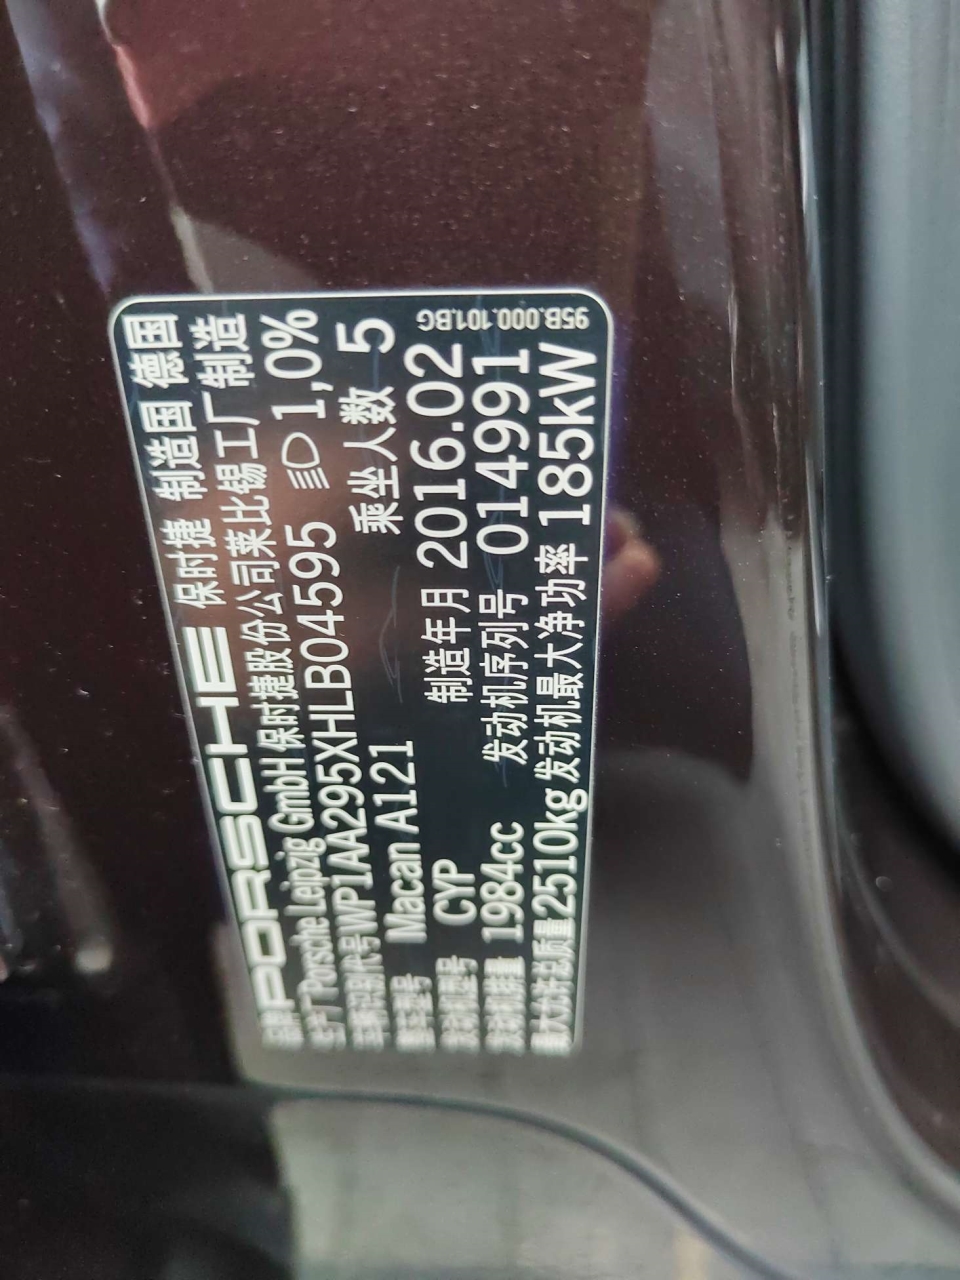 品牌 PORSCHE 保时捷 制造国 德国
生产厂 Porsche Leipzig GmbH 保时捷股份公司莱比锡工厂 制造
车辆识别代号 WP1AA295XHLB04595 1,0%
整车型号 Macan A121 乘坐人数 5
发动机型号 CYP 制造年月 2016.02
发动机排量 1984cc 发动机序列号 014991
最大允许总质量 2510kg 发动机最大净功率 185kW
95B.000.101.BG